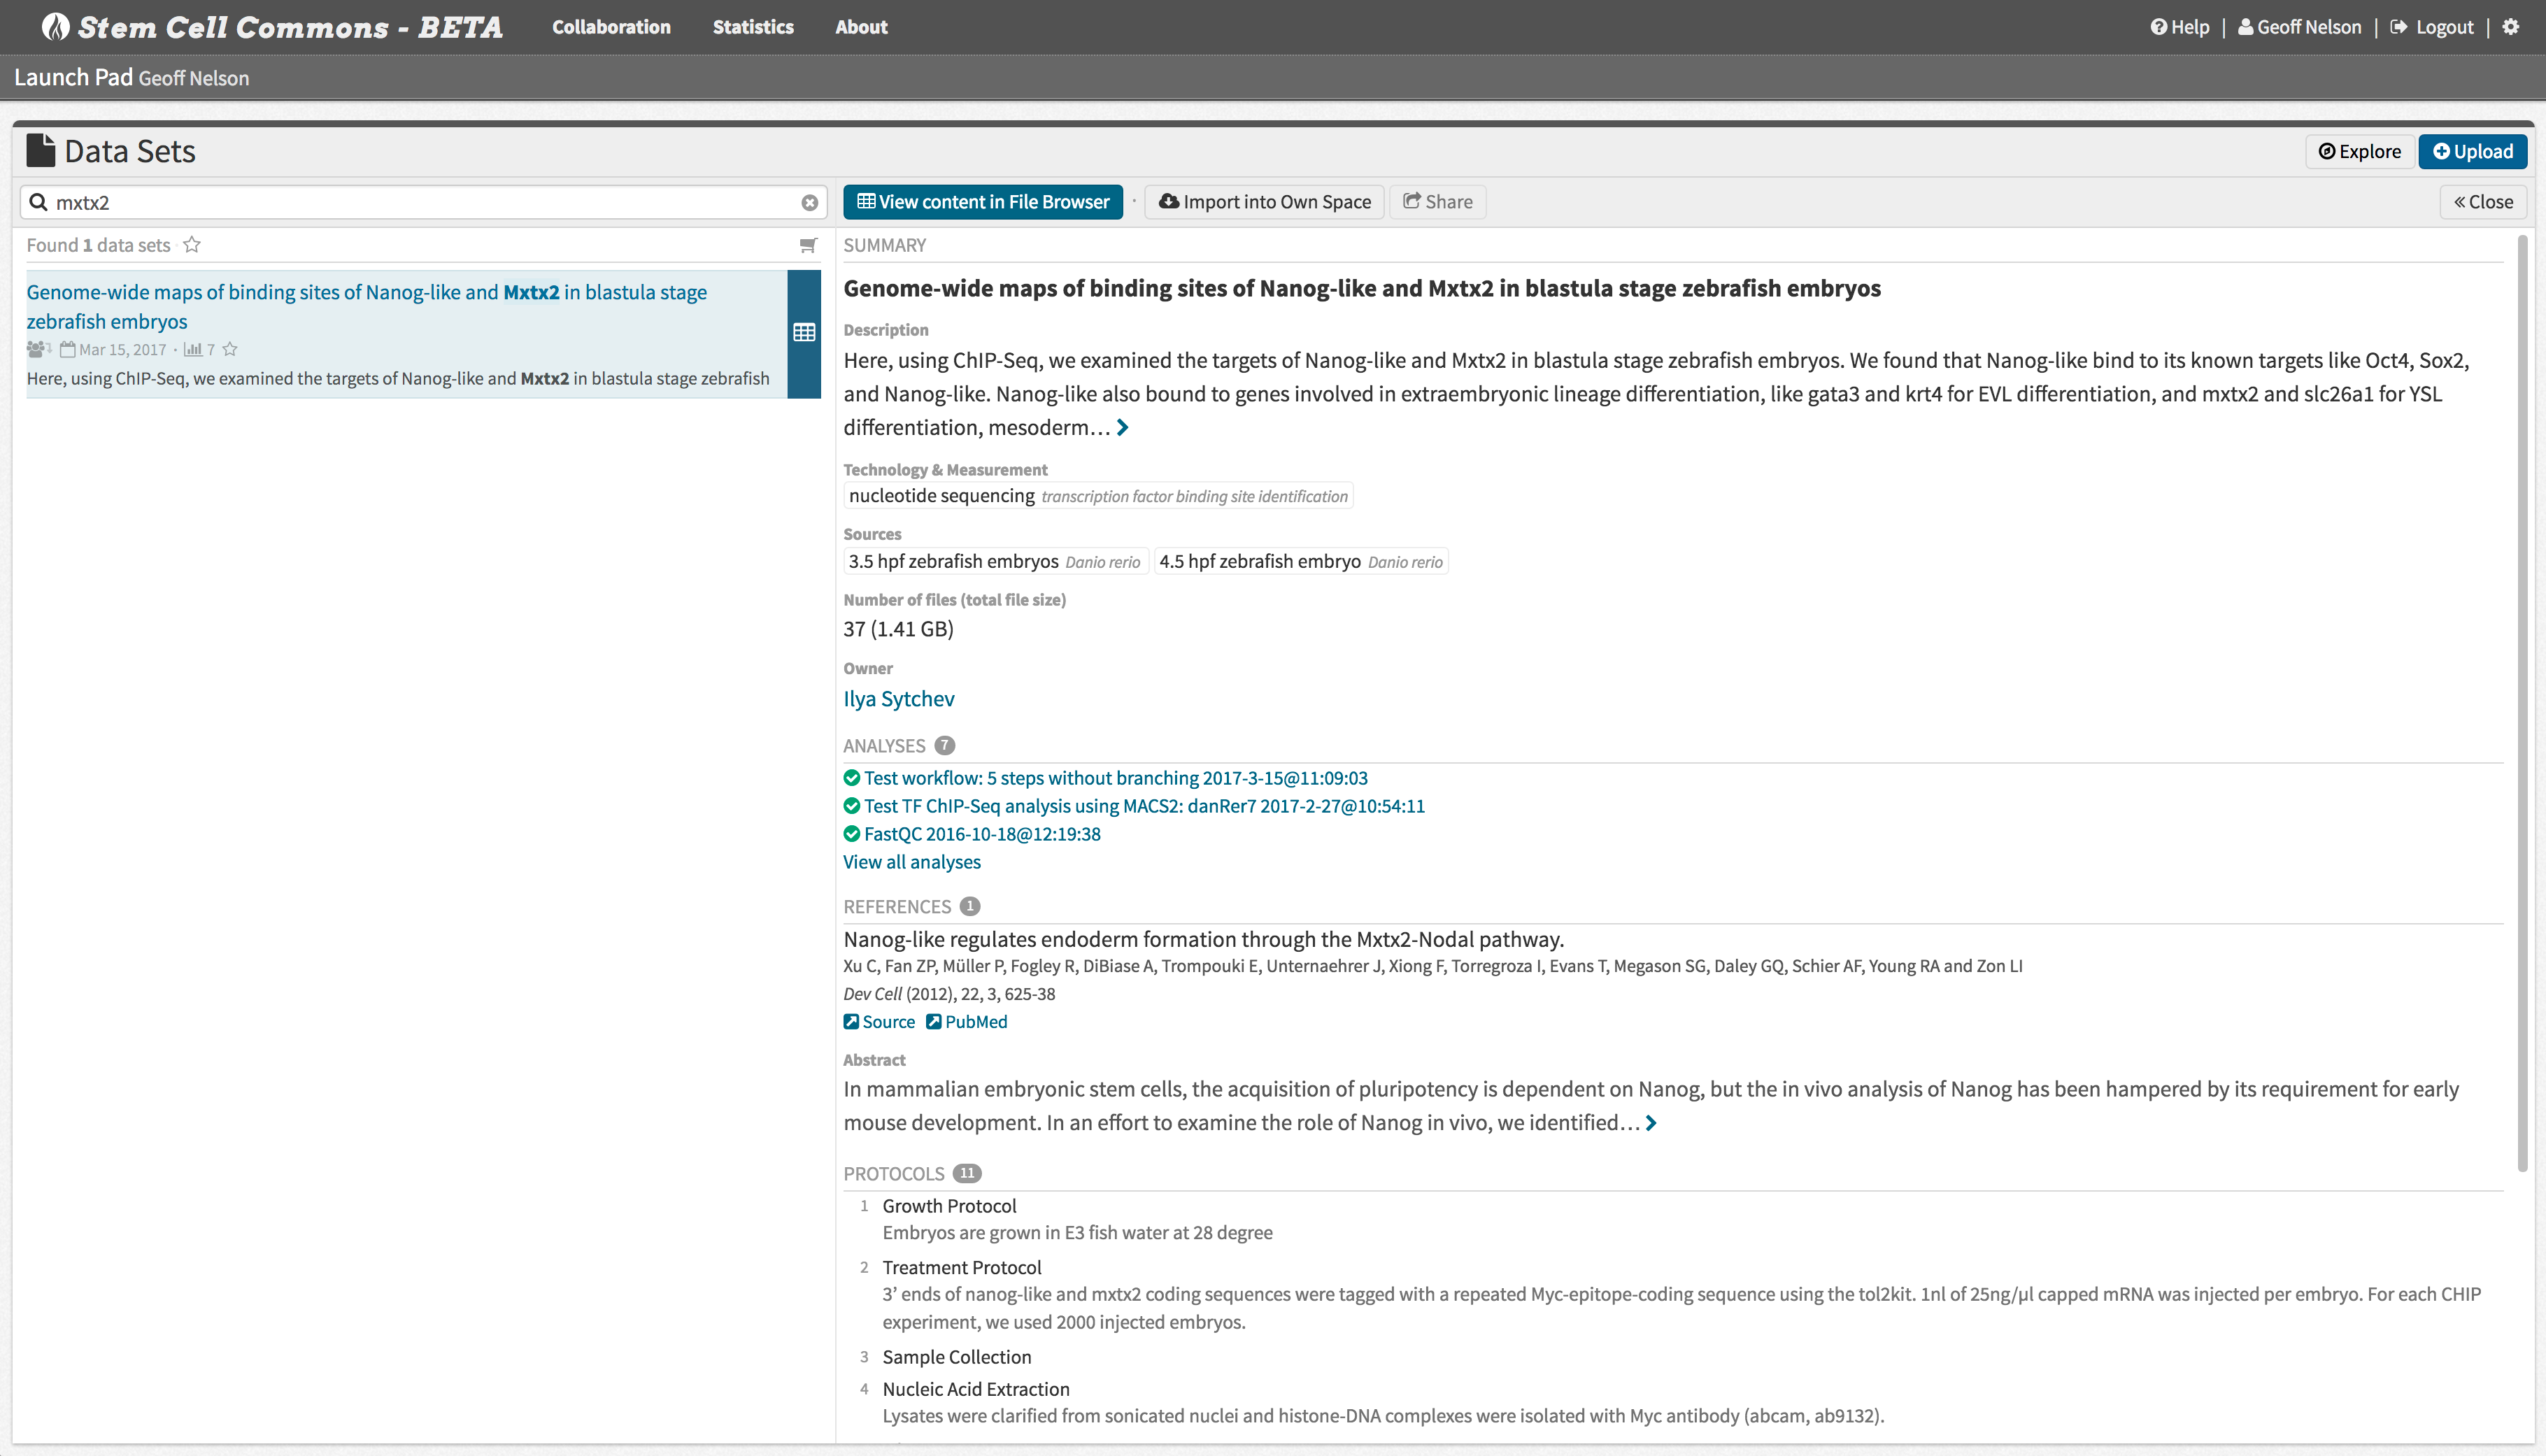 Stem Cell Commons - BETA Collaboration Statistics About Help | Geoff Nelson | Logout |
Launch Pad Geoff Nelson
Data Sets Explore Upload
mxtx2
View content in File Browser · Import into Own Space Share « Close
Found 1 data sets · 
Genome-wide maps of binding sites of Nanog-like and Mxtx2 in blastula stage
zebrafish embryos
Mar 15, 2017 · 7
Here, using ChIP-Seq, we examined the targets of Nanog-like and Mxtx2 in blastula stage zebrafish
SUMMARY
Genome-wide maps of binding sites of Nanog-like and Mxtx2 in blastula stage zebrafish embryos
Description
Here, using ChIP-Seq, we examined the targets of Nanog-like and Mxtx2 in blastula stage zebrafish embryos. We found that Nanog-like bind to its known targets like Oct4, Sox2,
and Nanog-like. Nanog-like also bound to genes involved in extraembryonic lineage differentiation, like gata3 and krt4 for EVL differentiation, and mxtx2 and slc26a1 for YSL
differentiation, mesoderm…
Technology & Measurement
nucleotide sequencing transcription factor binding site identification
Sources
3.5 hpf zebrafish embryos Danio rerio 4.5 hpf zebrafish embryo Danio rerio
Number of files (total file size)
37 (1.41 GB)
Owner
Ilya Sytchev
ANALYSES 7
Test workflow: 5 steps without branching 2017-3-15@11:09:03
Test TF ChIP-Seq analysis using MACS2: danRer7 2017-2-27@10:54:11
FastQC 2016-10-18@12:19:38
View all analyses
REFERENCES 1
Nanog-like regulates endoderm formation through the Mxtx2-Nodal pathway.
Xu C, Fan ZP, Müller P, Fogley R, DiBiase A, Trompouki E, Unternaehrer J, Xiong F, Torregroza I, Evans T, Megason SG, Daley GQ, Schier AF, Young RA and Zon LI
Dev Cell (2012), 22, 3, 625-38
Source PubMed
Abstract
In mammalian embryonic stem cells, the acquisition of pluripotency is dependent on Nanog, but the in vivo analysis of Nanog has been hampered by its requirement for early
mouse development. In an effort to examine the role of Nanog in vivo, we identified…
PROTOCOLS 11
1 Growth Protocol
Embryos are grown in E3 fish water at 28 degree
2 Treatment Protocol
3’ ends of nanog-like and mxtx2 coding sequences were tagged with a repeated Myc-epitope-coding sequence using the tol2kit. 1nl of 25ng/µl capped mRNA was injected per embryo. For each CHIP
experiment, we used 2000 injected embryos.
3 Sample Collection
4 Nucleic Acid Extraction
Lysates were clarified from sonicated nuclei and histone-DNA complexes were isolated with Myc antibody (abcam, ab9132).